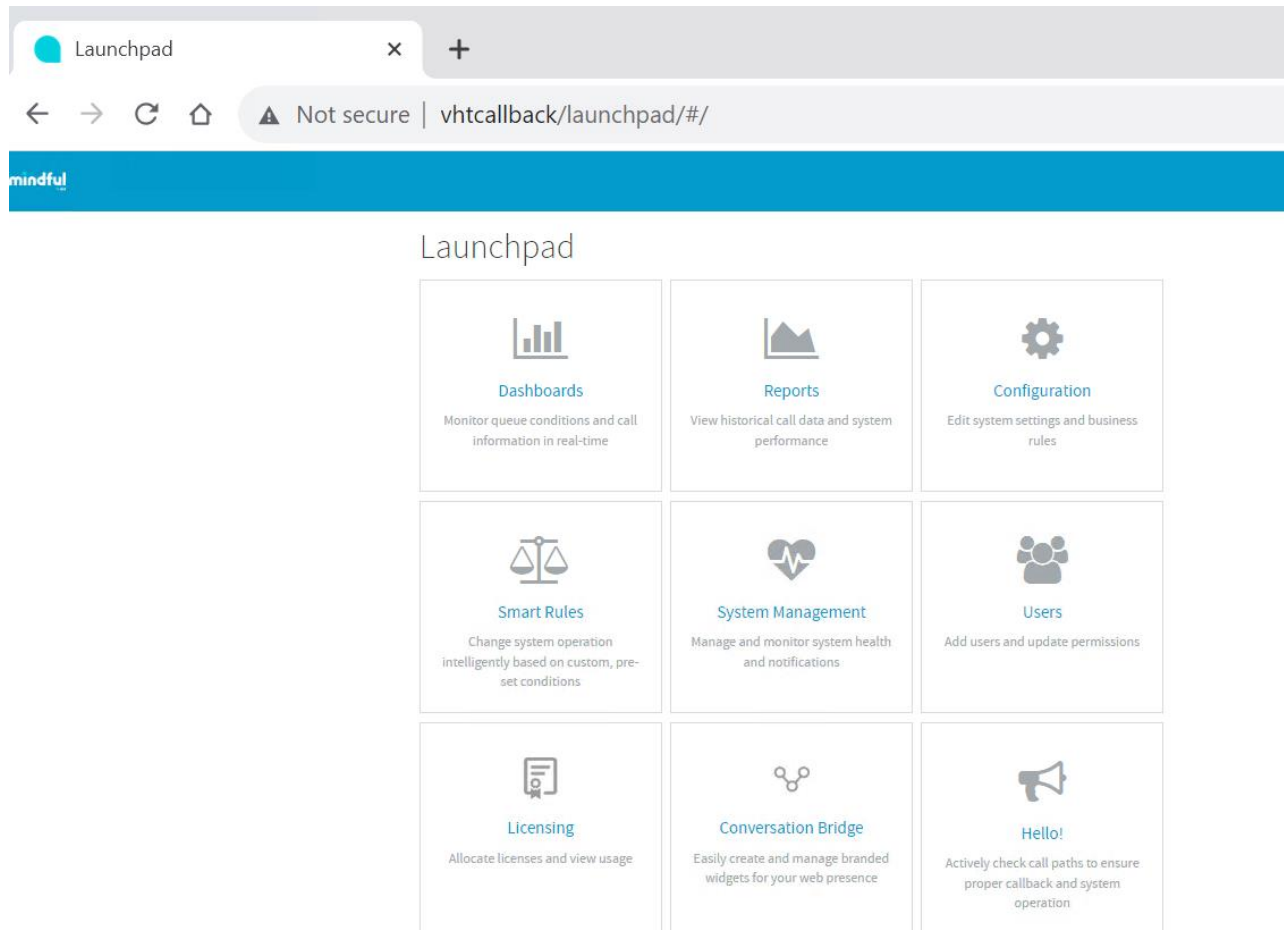 Launchpad
Not secure | vhtcallback/launchpad/#/
mindful
Launchpad
Dashboards
Monitor queue conditions and call
information in real-time
Reports
View historical call data and system
performance
Configuration
Edit system settings and business
rules
Smart Rules
Change system operation
intelligently based on custom, pre-
set conditions
System Management
Manage and monitor system health
and notifications
Users
Add users and update permissions
Licensing
Allocate licenses and view usage
Conversation Bridge
Easily create and manage branded
widgets for your web presence
Hello!
Actively check call paths to ensure
proper callback and system
operation